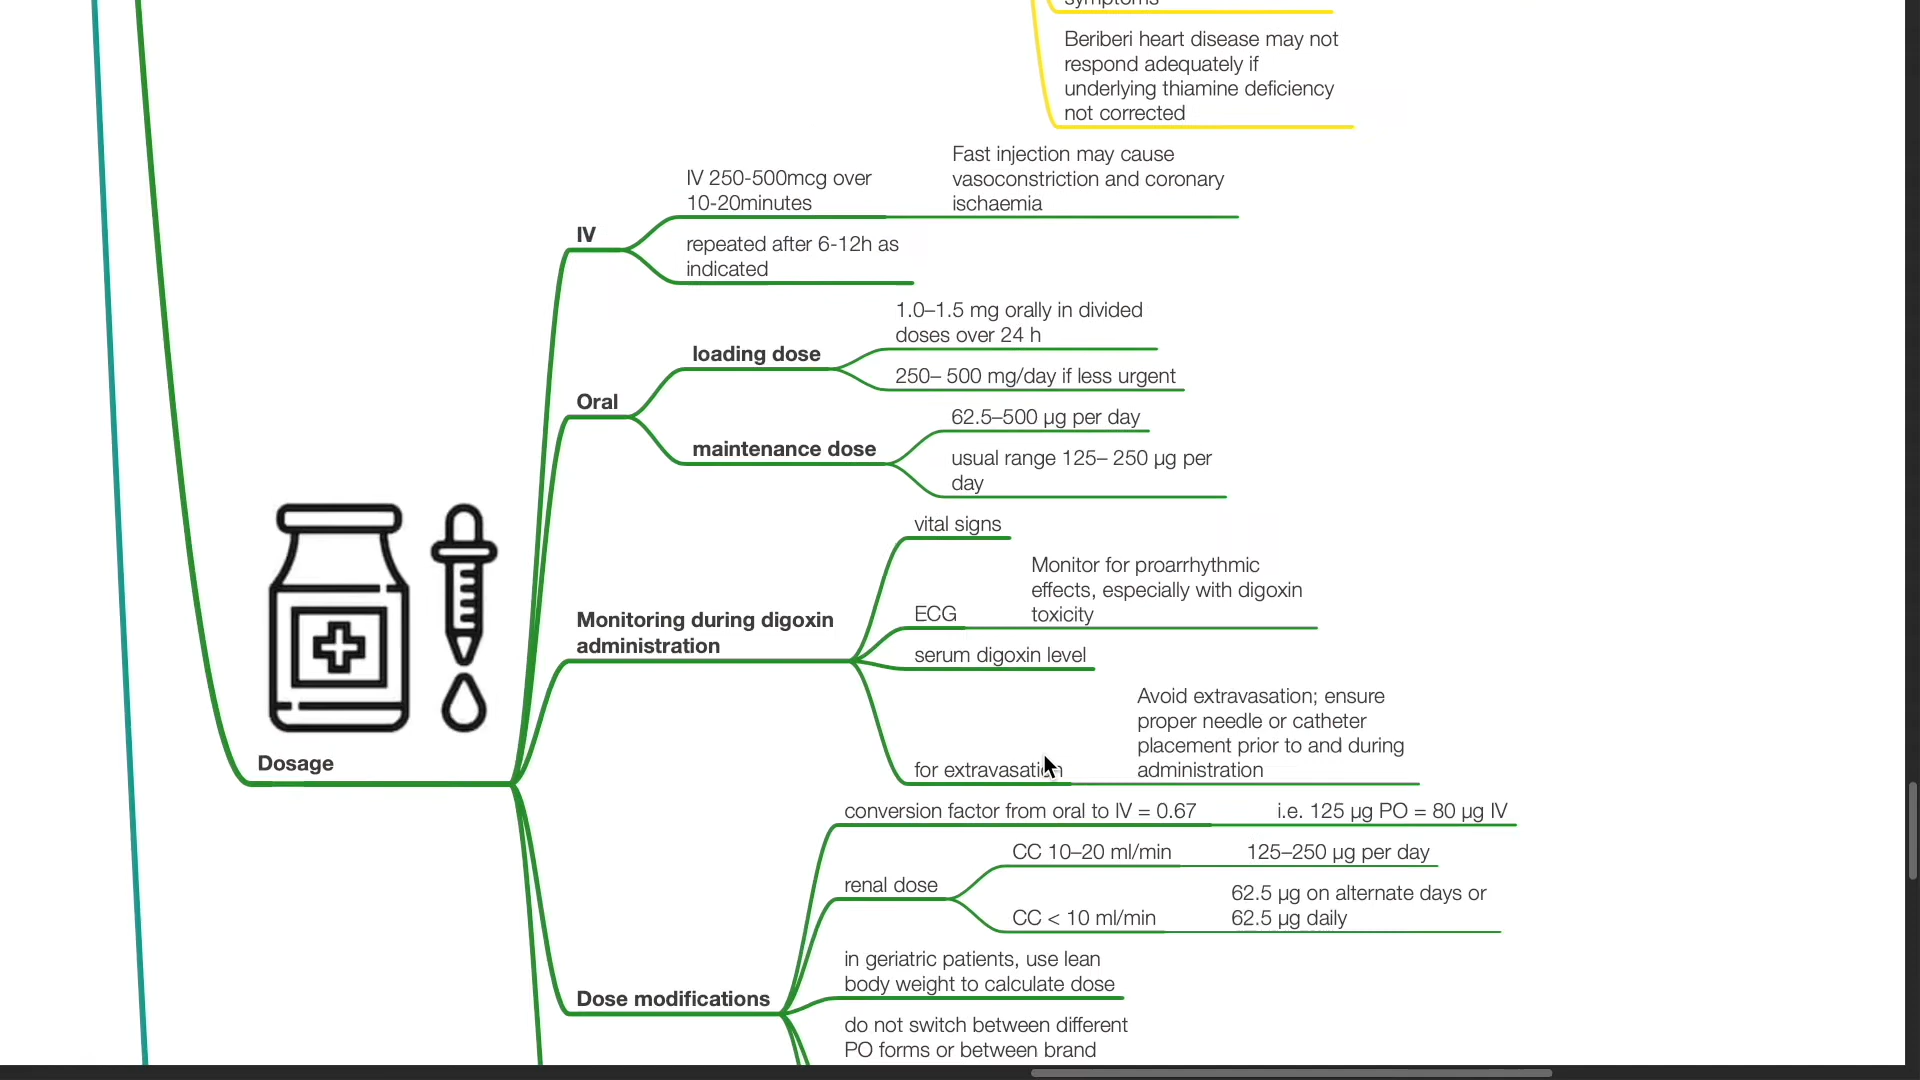 Beriberi heart disease may not
respond adequately if
underlying thiamine deficiency
not corrected
IV
IV 250-500mcg over
10-20minutes
Fast injection may cause
vasoconstriction and coronary
ischaemia
repeated after 6-12h as
indicated
Oral
loading dose
1.0–1.5 mg orally in divided
doses over 24 h
250– 500 mg/day if less urgent
maintenance dose
62.5–500 µg per day
usual range 125– 250 µg per
day
Monitoring during digoxin
administration
vital signs
ECG
Monitor for proarrhythmic
effects, especially with digoxin
toxicity
serum digoxin level
for extravasation
Avoid extravasation; ensure
proper needle or catheter
placement prior to and during
administration
Dosage
Dose modifications
conversion factor from oral to IV = 0.67
i.e. 125 µg PO = 80 µg IV
renal dose
CC 10–20 ml/min
125–250 µg per day
CC < 10 ml/min
62.5 µg on alternate days or
62.5 µg daily
in geriatric patients, use lean
body weight to calculate dose
do not switch between different
PO forms or between brand